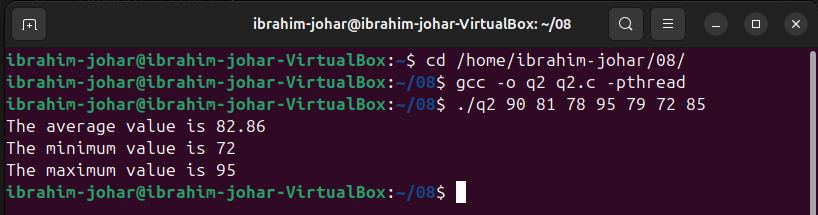 ibrahim-johar@ibrahim-johar-VirtualBox: ~/08
ibrahim-johar@ibrahim-johar-VirtualBox:~$ cd /home/ibrahim-johar/08/
ibrahim-johar@ibrahim-johar-VirtualBox:~/08$ gcc -o q2 q2.c -pthread
ibrahim-johar@ibrahim-johar-VirtualBox:~/08$ ./q2 90 81 78 95 79 72 85
The average value is 82.86
The minimum value is 72
The maximum value is 95
ibrahim-johar@ibrahim-johar-VirtualBox:~/08$